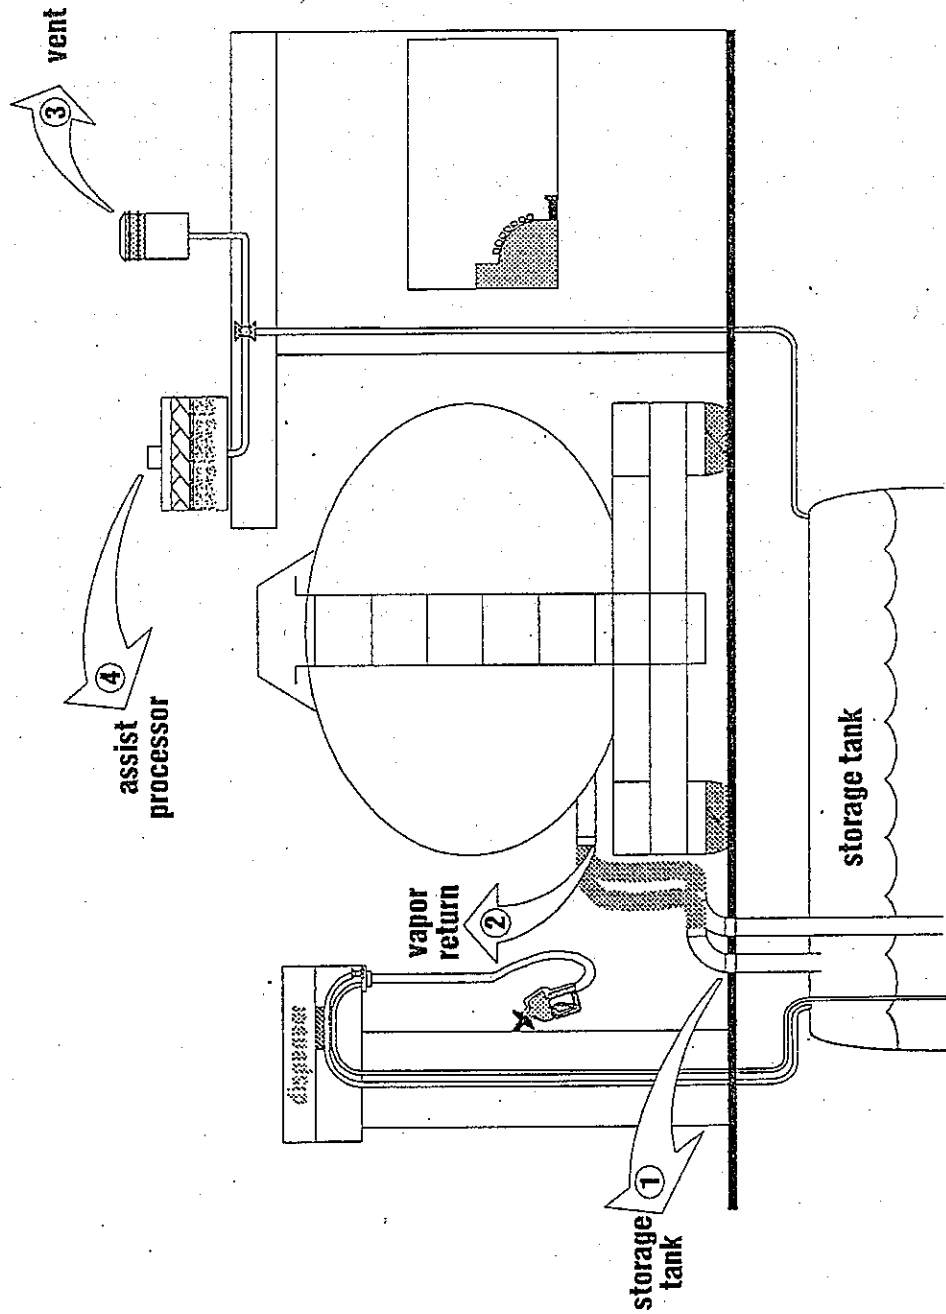 storage
tank
①
dispenser
vapor
return
②
assist
processor
④
③
vent
storage tank